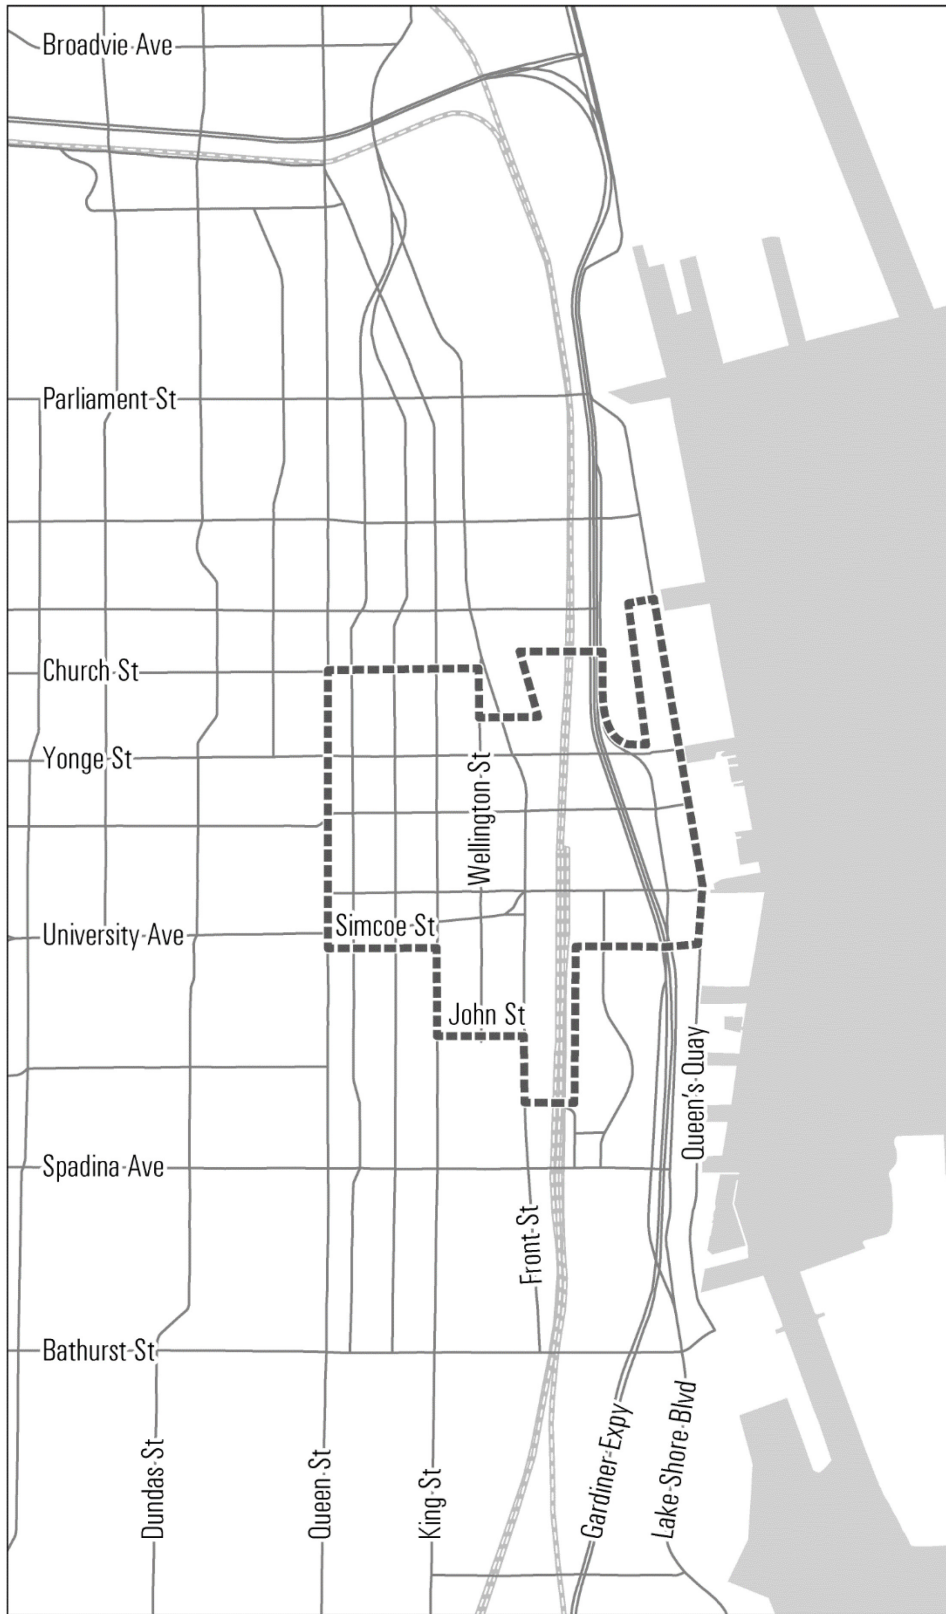 Broadvie Ave
Parliament St
Church St
Yonge St
Wellington St
Simcoe St
University Ave
John St
Queen's Quay
Spadina Ave
Front St
Bathurst St
Dundas St
Queen St
King St
Gardiner Expy
Lake Shore Blvd